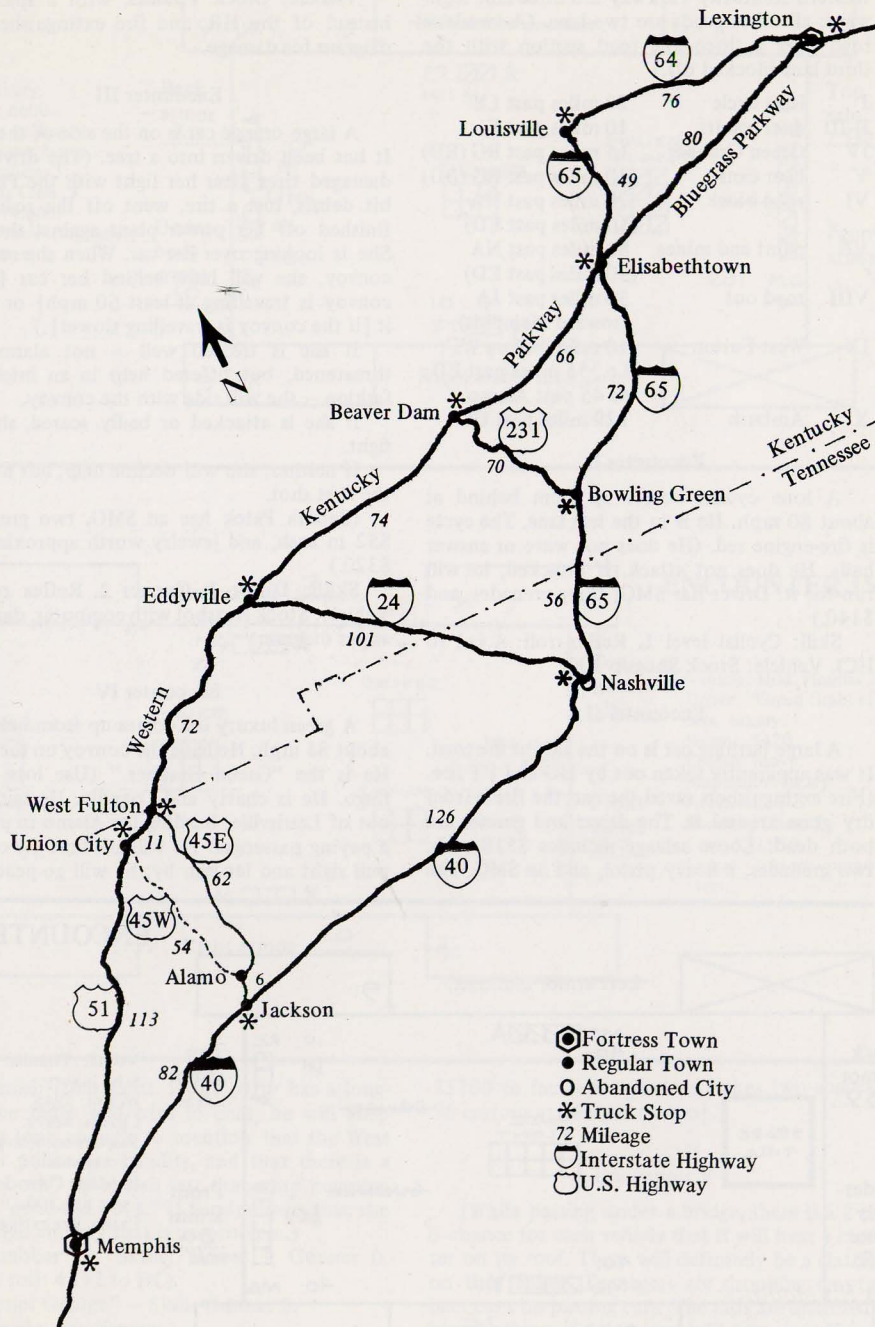 Lexington
64
76
Louisville
80
Bluegrass Parkway
65
49
Elisabethtown
Parkway
66
72
65
Beaver Dam
231
70
Kentucky
Tennessee
Bowling Green
Kentucky
74
N
Eddyville
24
101
56
65
Nashville
Western
72
West Fulton
Union City
11
45E
126
40
62
45W
54
Alamo
6
Jackson
51
113
82
40
Memphis
Fortress Town
Regular Town
Abandoned City
Truck Stop
72 Mileage
Interstate Highway
U.S. Highway